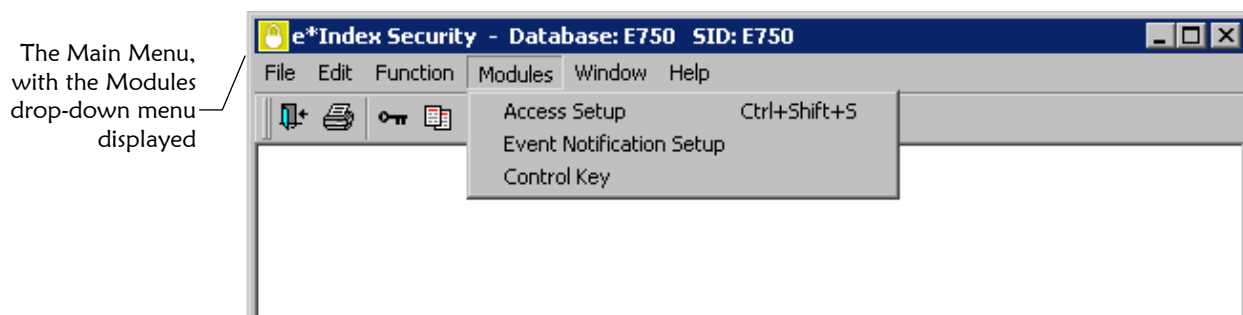 The Main Menu,
with the Modules
drop-down menu
displayed
e*Index Security - Database: E750 SID: E750
File Edit Function Modules Window Help
Access Setup Ctrl+Shift+S
Event Notification Setup
Control Key